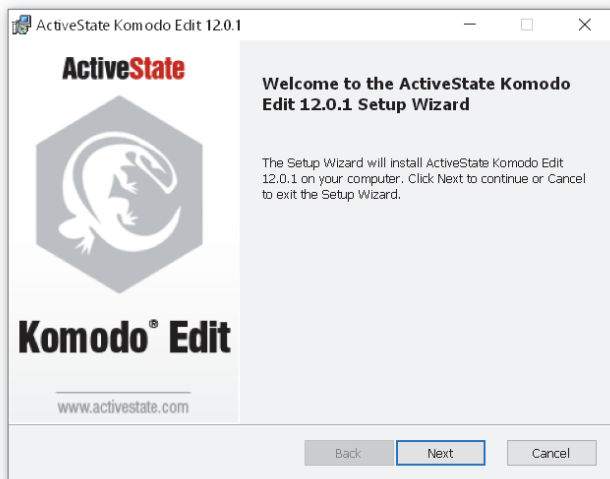 ActiveState Komodo Edit 12.0.1
ActiveState
Komodo® Edit
www.activestate.com
Welcome to the ActiveState Komodo
Edit 12.0.1 Setup Wizard
The Setup Wizard will install ActiveState Komodo Edit
12.0.1 on your computer. Click Next to continue or Cancel
to exit the Setup Wizard.
Back
Next
Cancel